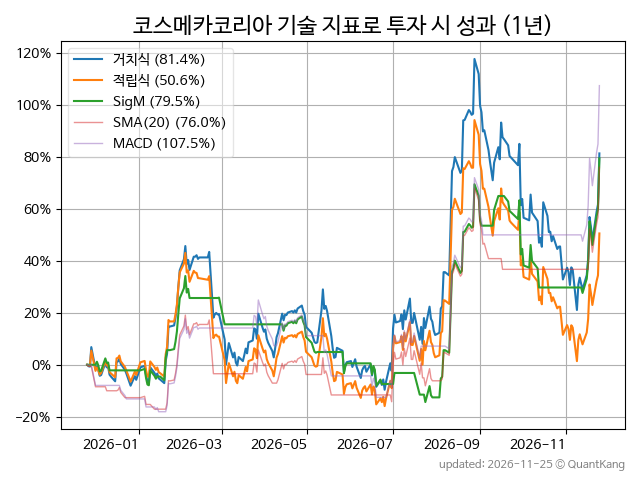 코스메카코리아 기술 지표로 투자 시 성과 (1년)
거치식 (81.4%)
적립식 (50.6%)
SigM (79.5%)
SMA(20) (76.0%)
MACD (107.5%)
120%
100%
80%
60%
40%
20%
0%
−20%
2026-01 2026-03 2026-05 2026-07 2026-09 2026-11
updated: 2026-11-25 © QuantKang